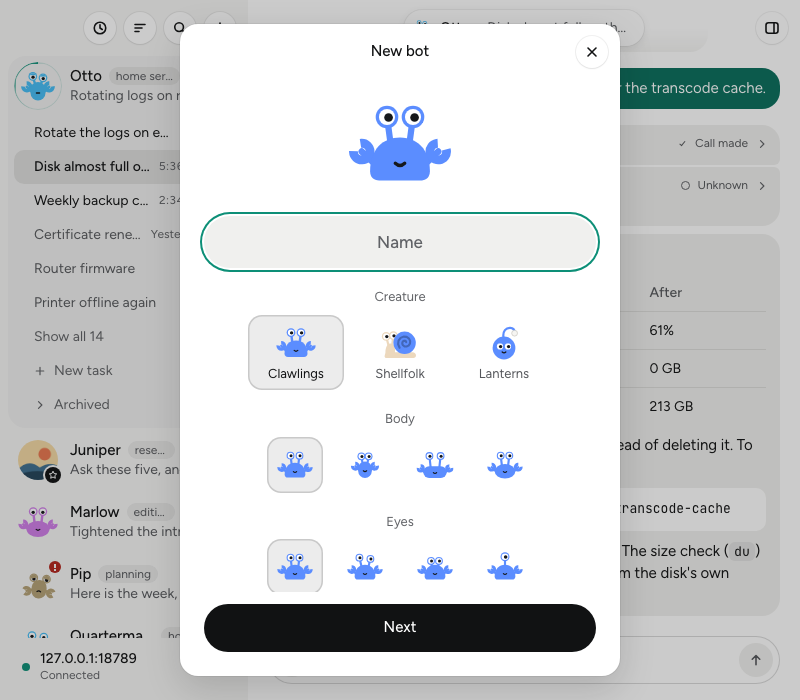 New bot
Name
Creature
Clawlings
Shellfolk
Lanterns
Body
Eyes
Next
Otto
home ser...
Rotating logs on
Rotate the logs on e...
Disk almost full o...
5:36
Weekly backup c...
2:34
Certificate rene...
Router firmware
Printer offline again
Show all 14
New task
Archived
Juniper
rese...
Ask these five, an
Marlow
editi...
Tightened the
Pip
planning
Here is the week,
127.0.0.1:18789
Connected
the transcode cache.
Call made
Unknown
After
61%
0 GB
213 GB
of deleting it. To
transcode-cache
The size check ( du )
the disk's own